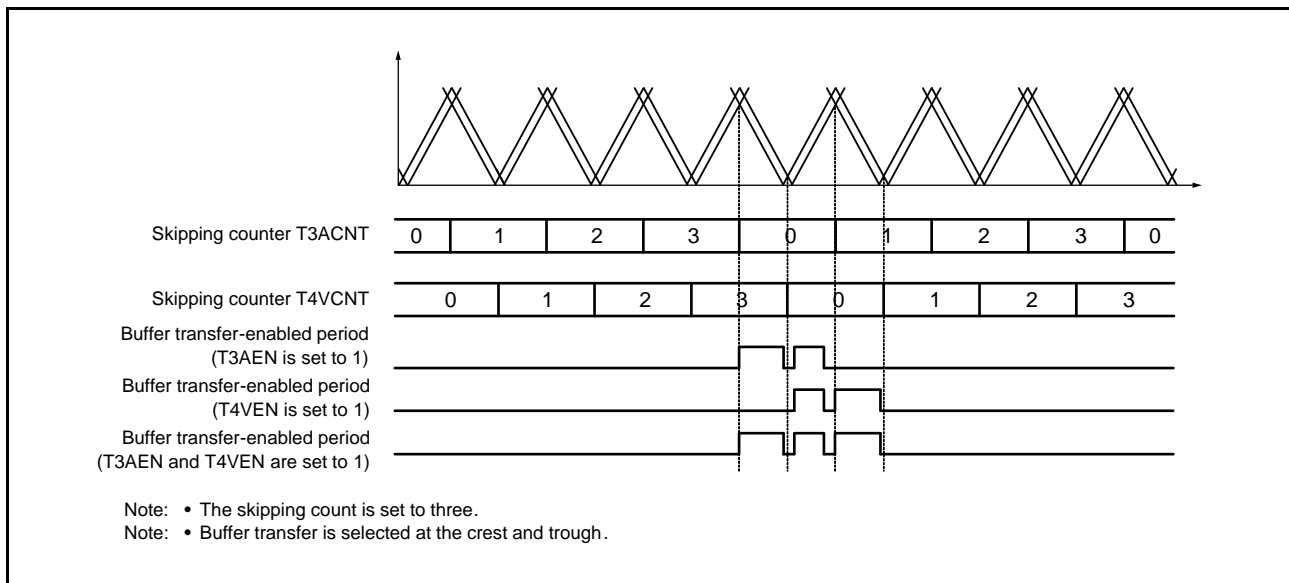 Skipping counter T3ACNT 0 1 2 3 0 1 2 3 0
Skipping counter T4VCNT 0 1 2 3 0 1 2 3
Buffer transfer-enabled period
(T3AEN is set to 1)
Buffer transfer-enabled period
(T4VEN is set to 1)
Buffer transfer-enabled period
(T3AEN and T4VEN are set to 1)
Note: • The skipping count is set to three.
Note: • Buffer transfer is selected at the crest and trough.